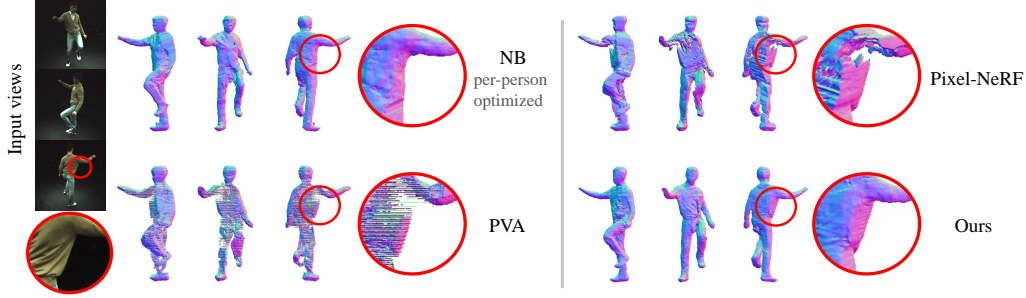 Input views
NB
per-person
optimized
PVA
Pixel-NeRF
Ours